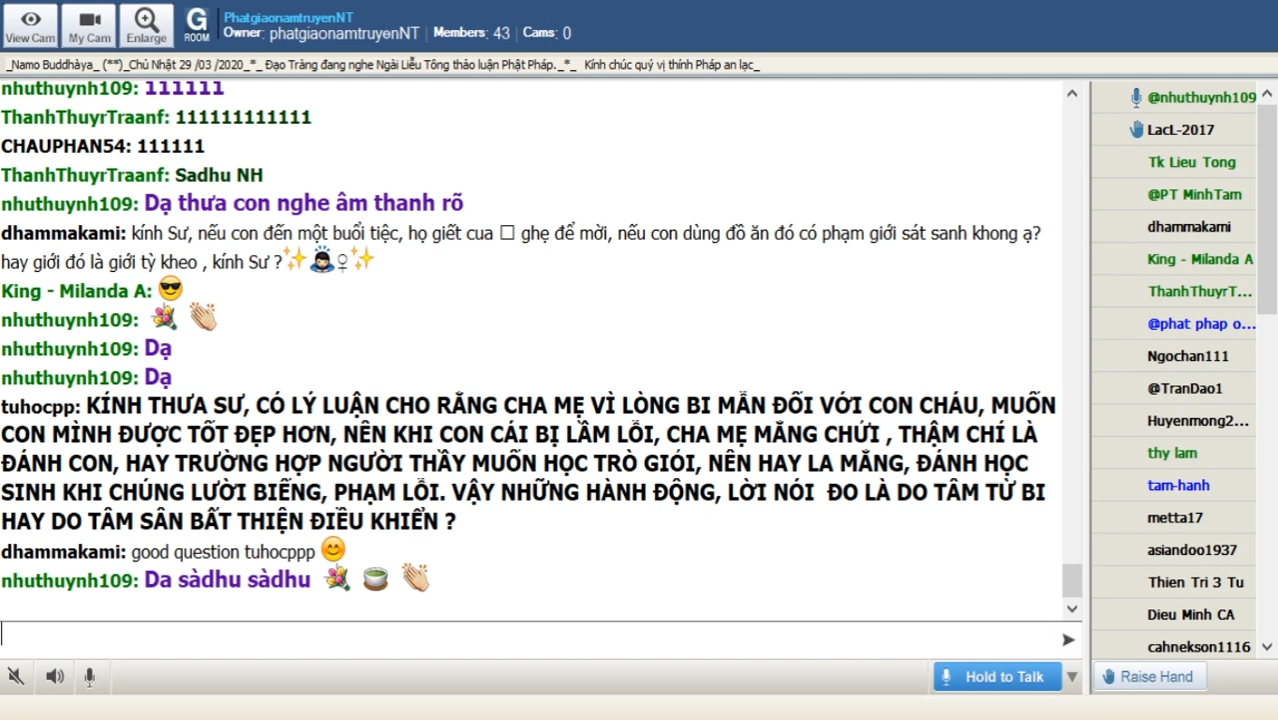 View Cam
My Cam
Enlarge
G
ROOM
PhatgiaonamtruyenNT
Owner: phatgiaonamtruyenNT | Members: 43 | Cams: 0
_Namo Buddhàya_ (**)_Chủ Nhật 29 /03 /2020_*_ Đạo Tràng đang nghe Ngài Liễu Tông thảo luận Phật Pháp._*_ Kính chúc quý vị thính Pháp an lạc_
nhuthuynh109: 111111
ThanhThuyrTraanf: 111111111111
CHAUPHAN54: 111111
ThanhThuyrTraanf: Sadhu NH
nhuthuynh109: Dạ thưa con nghe âm thanh rõ
dhammakami: kính Sư, nếu con đến một buổi tiệc, họ giết cua □ ghẹ để mời, nếu con dùng đồ ăn đó có phạm giới sát sanh khong ạ?
hay giới đó là giới tỳ kheo , kính Sư ?✨🙇♀✨
King - Milanda A: 😎
nhuthuynh109: 💐 👏
nhuthuynh109: Dạ
nhuthuynh109: Dạ
tuhocpp: KÍNH THƯA SƯ, CÓ LÝ LUẬN CHO RẰNG CHA MẸ VÌ LÒNG BI MẪN ĐỐI VỚI CON CHÁU, MUỐN
CON MÌNH ĐƯỢC TỐT ĐẸP HƠN, NÊN KHI CON CÁI BỊ LẦM LỖI, CHA MẸ MẮNG CHỬI , THẬM CHÍ LÀ
ĐÁNH CON, HAY TRƯỜNG HỢP NGƯỜI THẦY MUỐN HỌC TRÒ GIỎI, NÊN HAY LA MẮNG, ĐÁNH HỌC
SINH KHI CHÚNG LƯỜI BIẾNG, PHẠM LỖI. VẬY NHỮNG HÀNH ĐỘNG, LỜI NÓI ĐO LÀ DO TÂM TỪ BI
HAY DO TÂM SÂN BẤT THIỆN ĐIỀU KHIỂN ?
dhammakami: good question tuhocppp 😊
nhuthuynh109: Da sàdhu sàdhu 💐 🍵 👏
Hold to Talk
@nhuthuynh109
LacL-2017
Tk Lieu Tong
@PT MinhTam
dhammakami
King - Milanda A
ThanhThuyrT...
@phat phap o...
Ngochan111
@TranDao1
Huyenmong2...
thy lam
tam-hanh
metta17
asiandoo1937
Thien Tri 3 Tu
Dieu Minh CA
cahnekson1116
Raise Hand